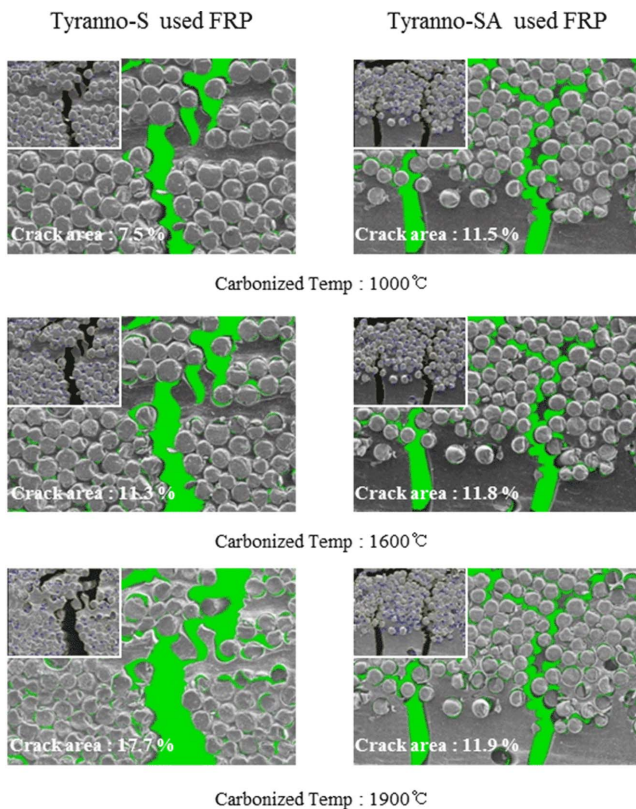 Tyranno-S used FRP
Tyranno-SA used FRP
Crack area : 7.5 %
Crack area : 11.5 %
Carbonized Temp : 1000℃
Crack area : 11.3 %
Crack area : 11.8 %
Carbonized Temp : 1600℃
Crack area : 17.7 %
Crack area : 11.9 %
Carbonized Temp : 1900℃